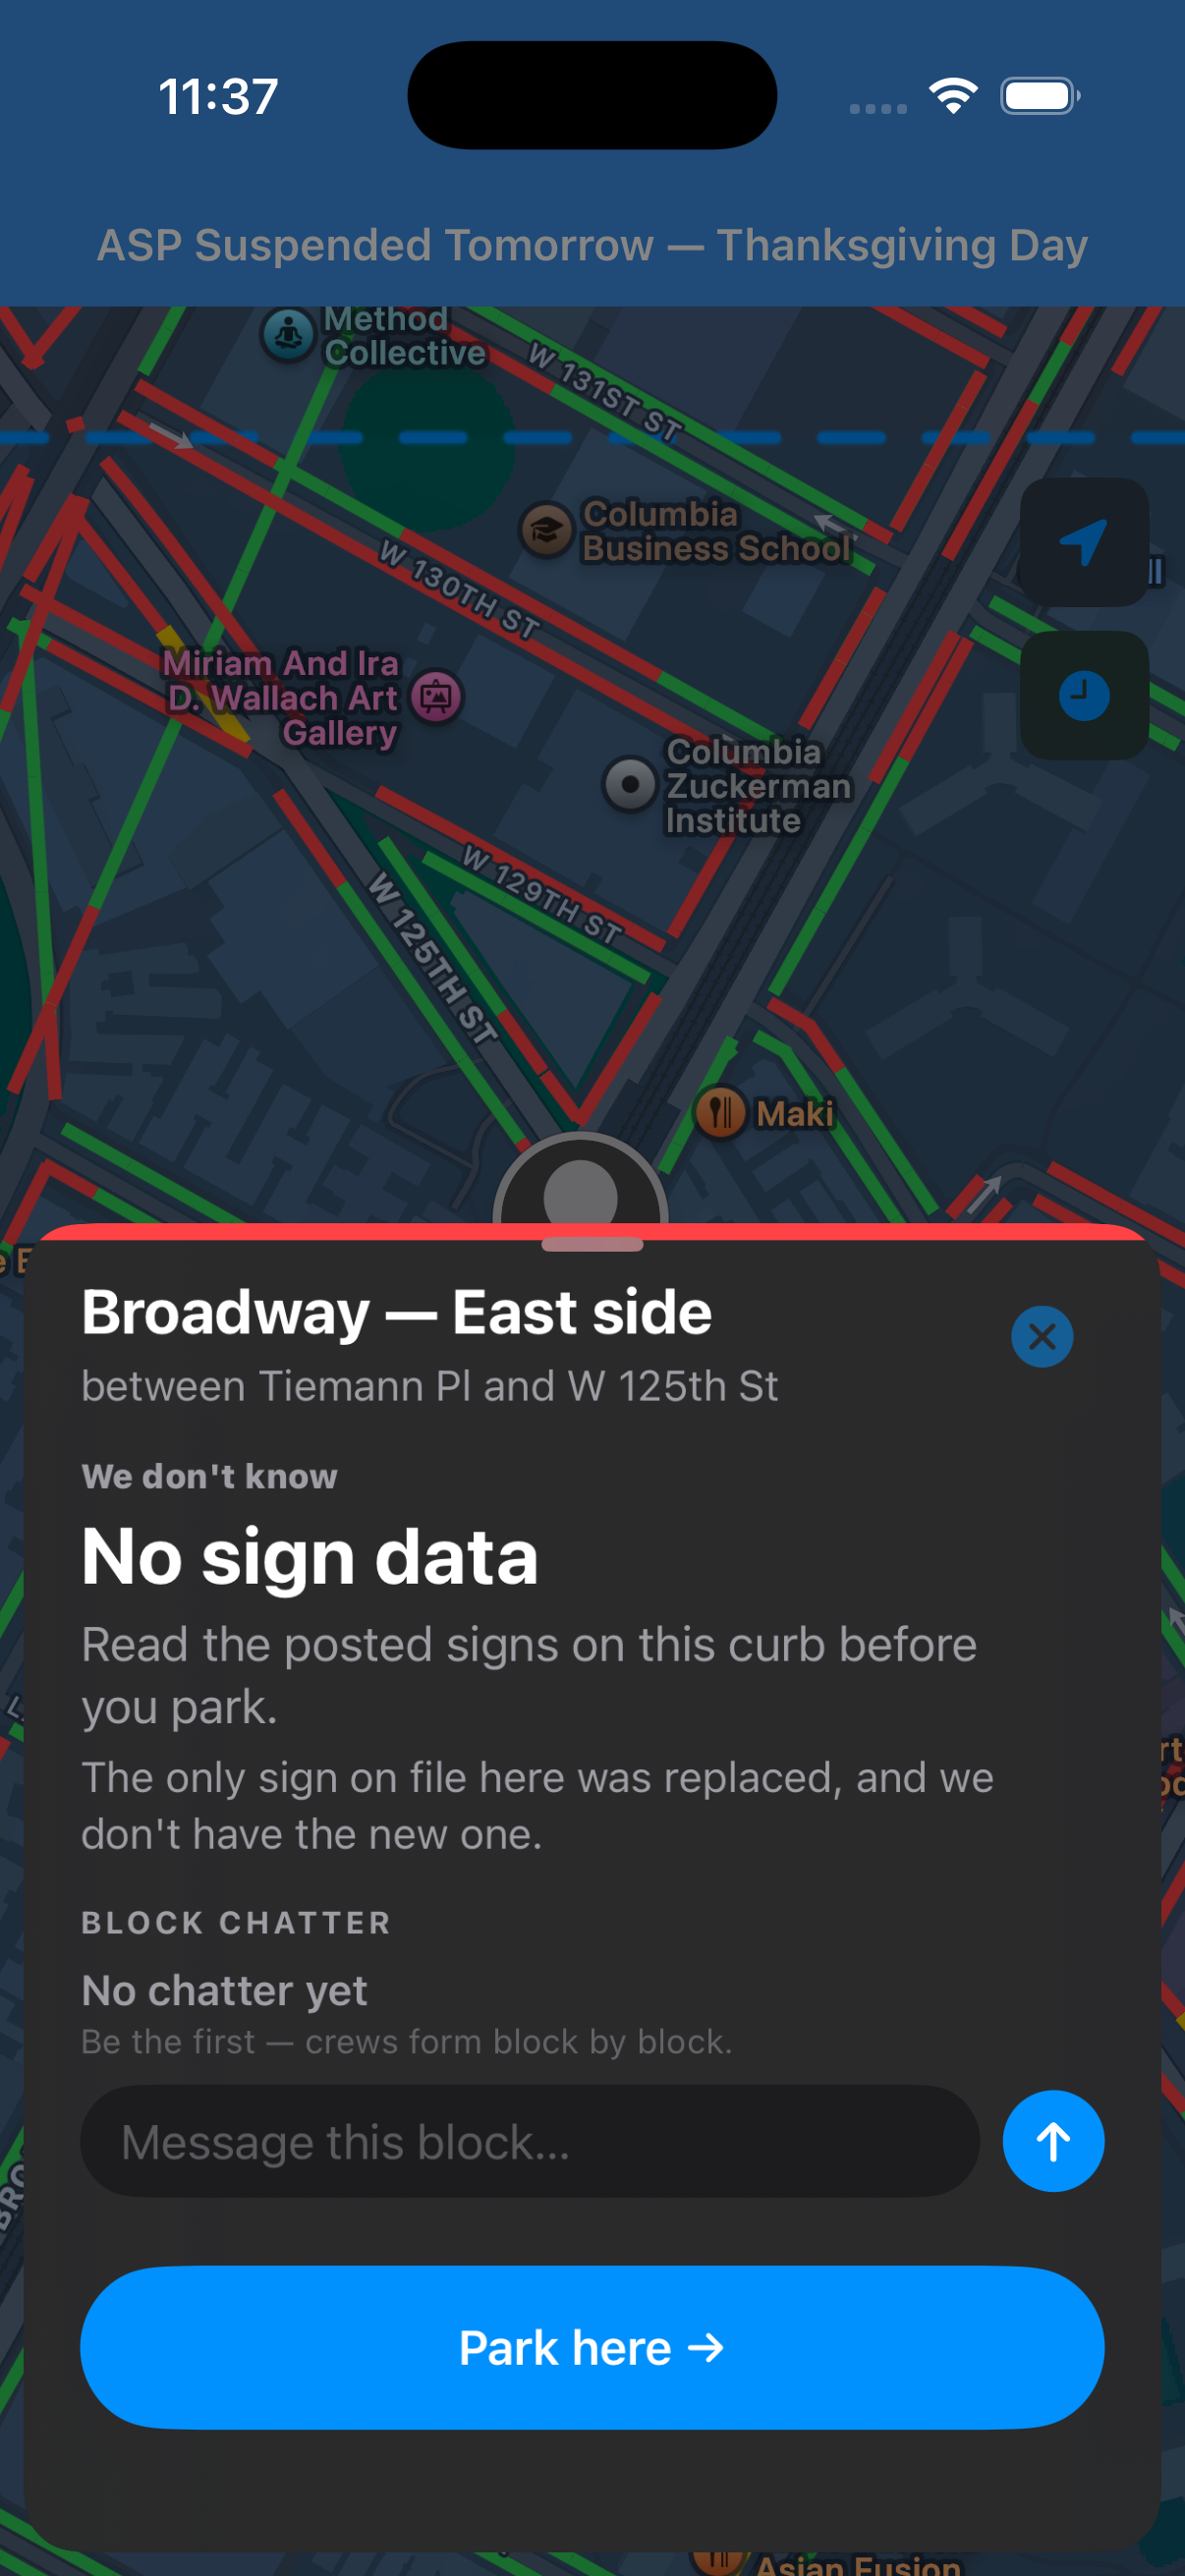 11:37
ASP Suspended Tomorrow — Thanksgiving Day
Method
Collective
W 131ST ST
Columbia
Business School
W 130TH ST
Miriam And Ira
D. Wallach Art
Gallery
Columbia
Zuckerman
Institute
W 129TH ST
W 125TH ST
Maki
Broadway — East side
between Tiemann Pl and W 125th St
We don't know
No sign data
Read the posted signs on this curb before
you park.
The only sign on file here was replaced, and we
don't have the new one.
BLOCK CHATTER
No chatter yet
Be the first — crews form block by block.
Message this block...
Park here →
Asian Fusion